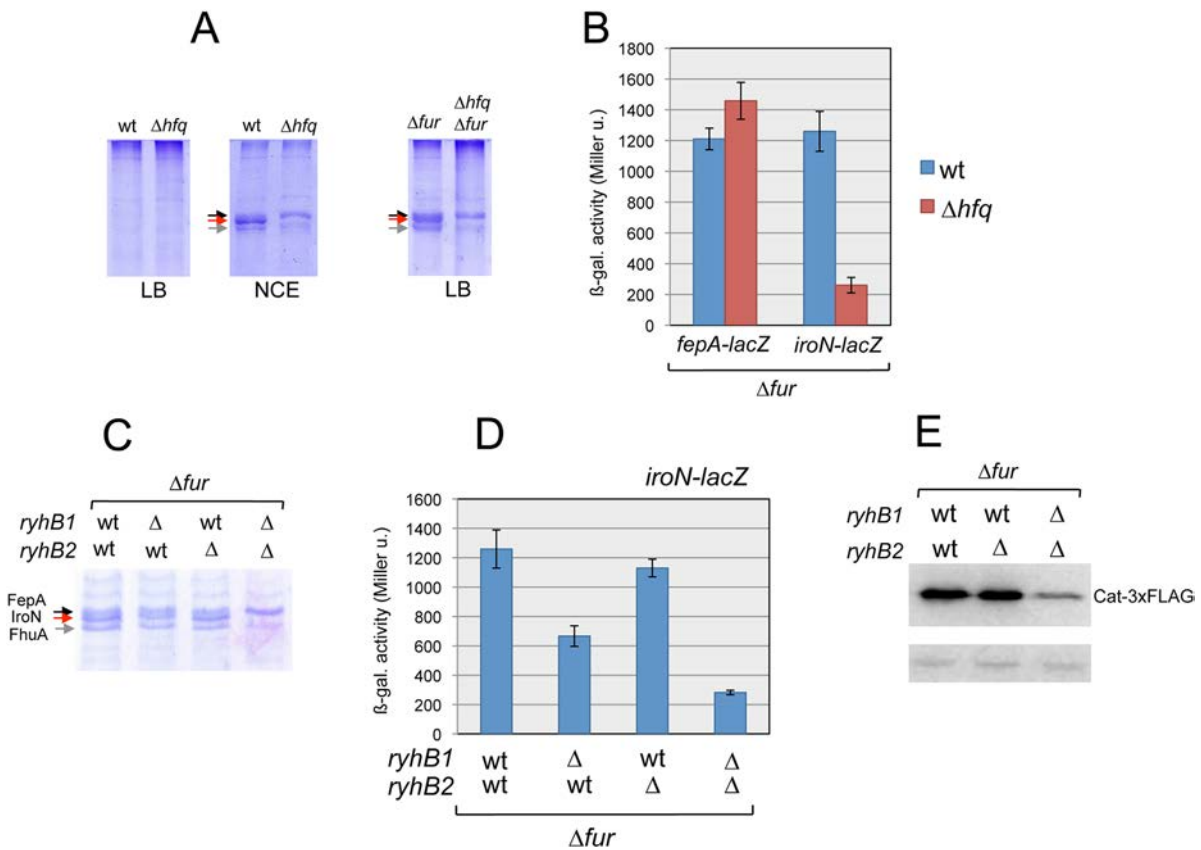 A
wt Δhfq
wt Δhfq
Δfur Δhfq Δfur
LB
NCE
LB
B
ß-gal. activity (Miller u.)
1800
1600
1400
1200
1000
800
600
400
200
0
fepA-lacZ iroN-lacZ
Δfur
wt
Δhfq
C
Δfur
ryhB1 wt Δ wt Δ
ryhB2 wt wt Δ Δ
FepA
IroN
FhuA
D
iroN-lacZ
ß-gal. activity (Miller u.)
1600
1400
1200
1000
800
600
400
200
0
ryhB1 wt Δ wt Δ
ryhB2 wt wt Δ Δ
Δfur
E
Δfur
ryhB1 wt wt Δ
ryhB2 wt Δ Δ
Cat-3xFLAG